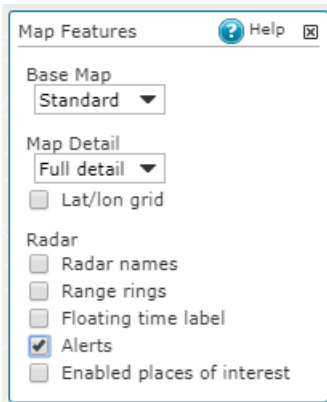 Map Features Help
Base Map
Standard
Map Detail
Full detail
Lat/lon grid
Radar
Radar names
Range rings
Floating time label
Alerts
Enabled places of interest